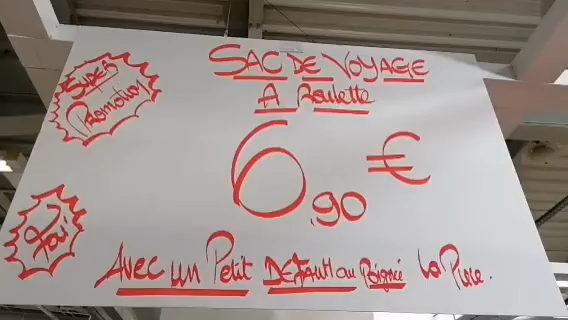 SUPER
Promotion
SAC DE VOYAGE
A Roulette
6,90 €
Avec un Petit DEFAUT au Poignée La Pièce.